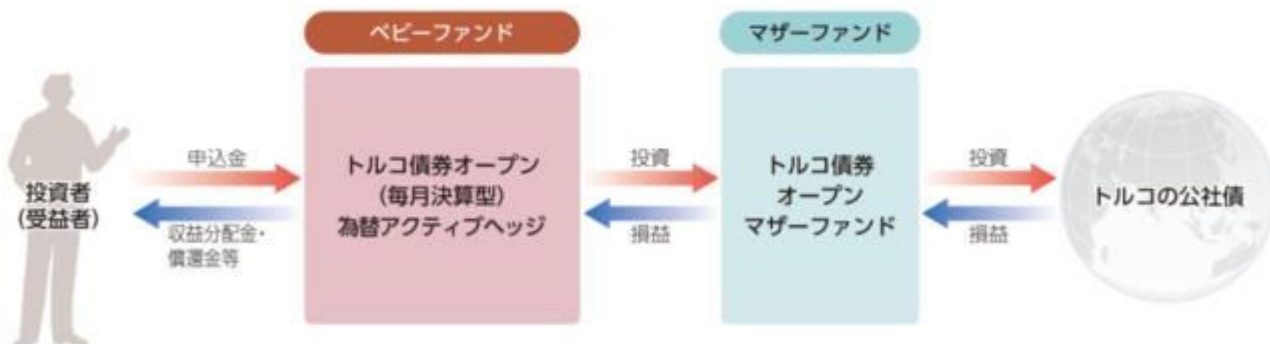 ベビーファンド
マザーファンド
投資者
(受益者)
申込金
収益分配金・
償還金等
トルコ債券オープン
(毎月決算型)
為替アクティブヘッジ
投資
損益
トルコ債券
オープン
マザーファンド
投資
損益
トルコの公社債